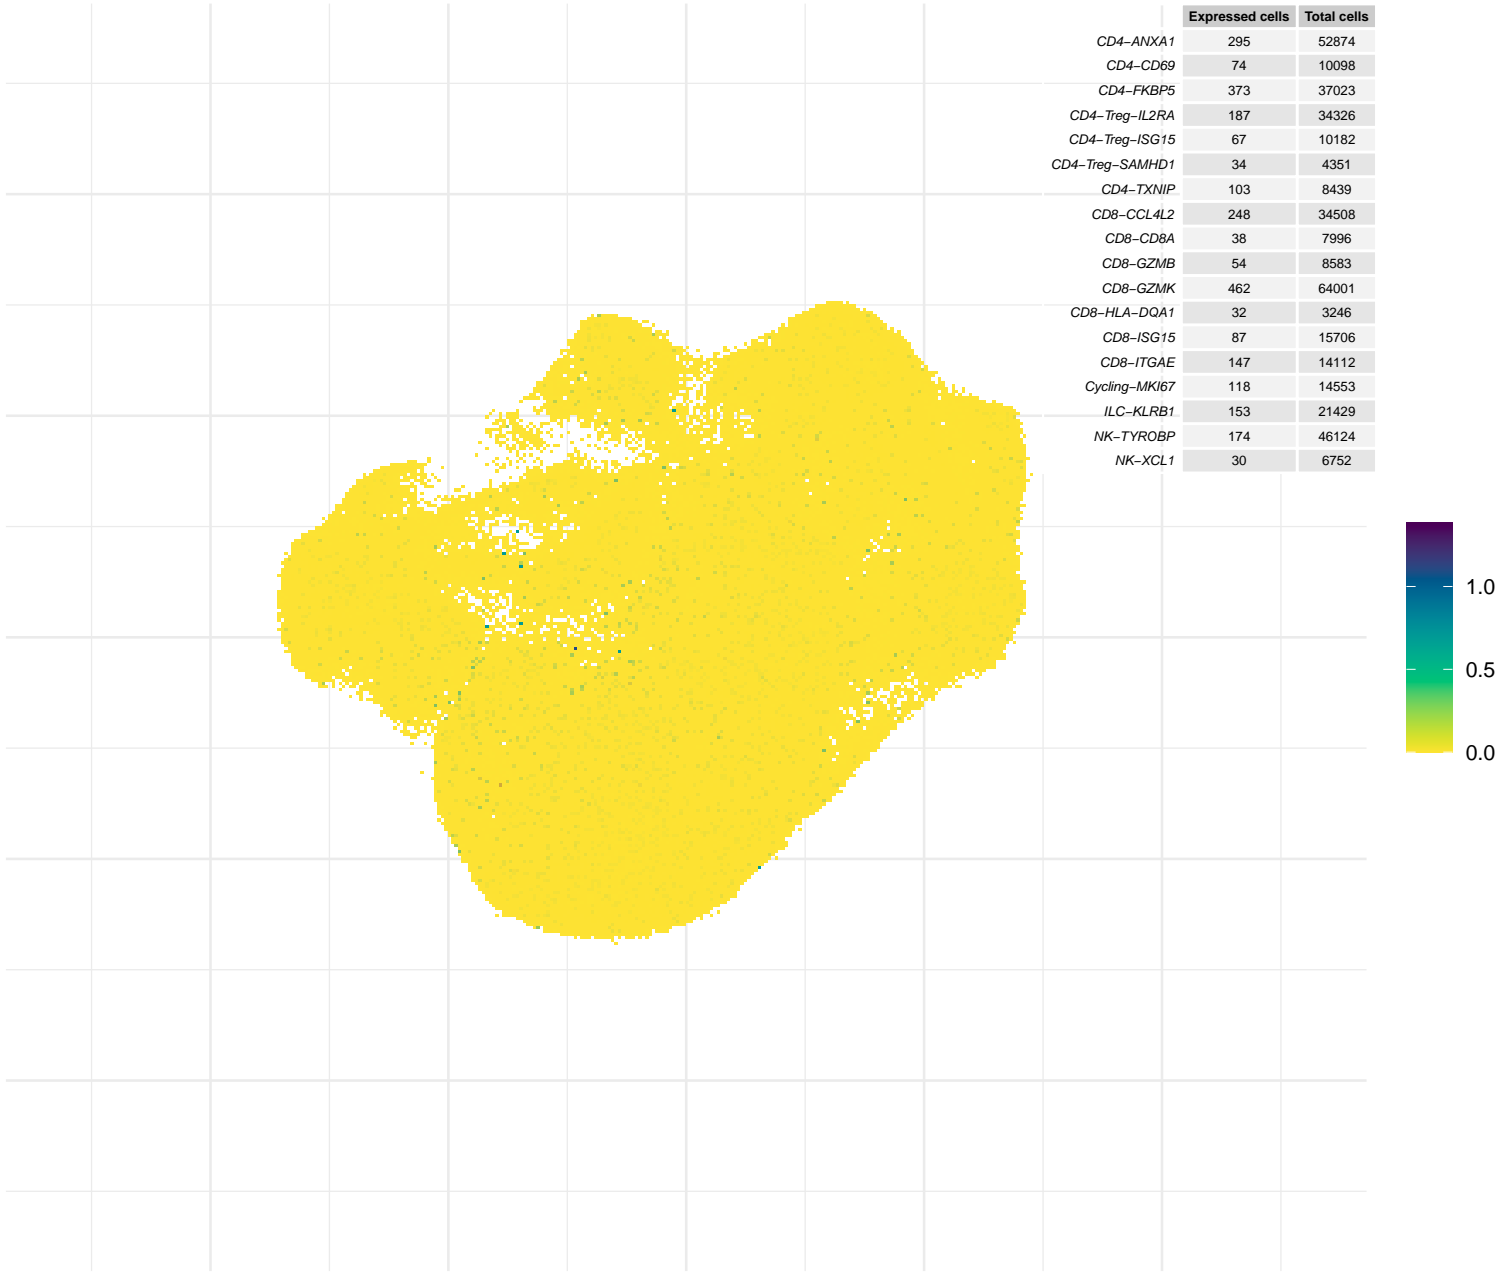 Expressed cells Total cells
CD4−ANXA1 295 52874
CD4−CD69 74 10098
CD4−FKBP5 373 37023
CD4−Treg−IL2RA 187 34326
CD4−Treg−ISG15 67 10182
CD4−Treg−SAMHD1 34 4351
CD4−TXNIP 103 8439
CD8−CCL4L2 248 34508
CD8−CD8A 38 7996
CD8−GZMB 54 8583
CD8−GZMK 462 64001
CD8−HLA−DQA1 32 3246
CD8−ISG15 87 15706
CD8−ITGAE 147 14112
Cycling−MKI67 118 14553
ILC−KLRB1 153 21429
NK−TYROBP 174 46124
NK−XCL1 30 6752
1.0
0.5
0.0